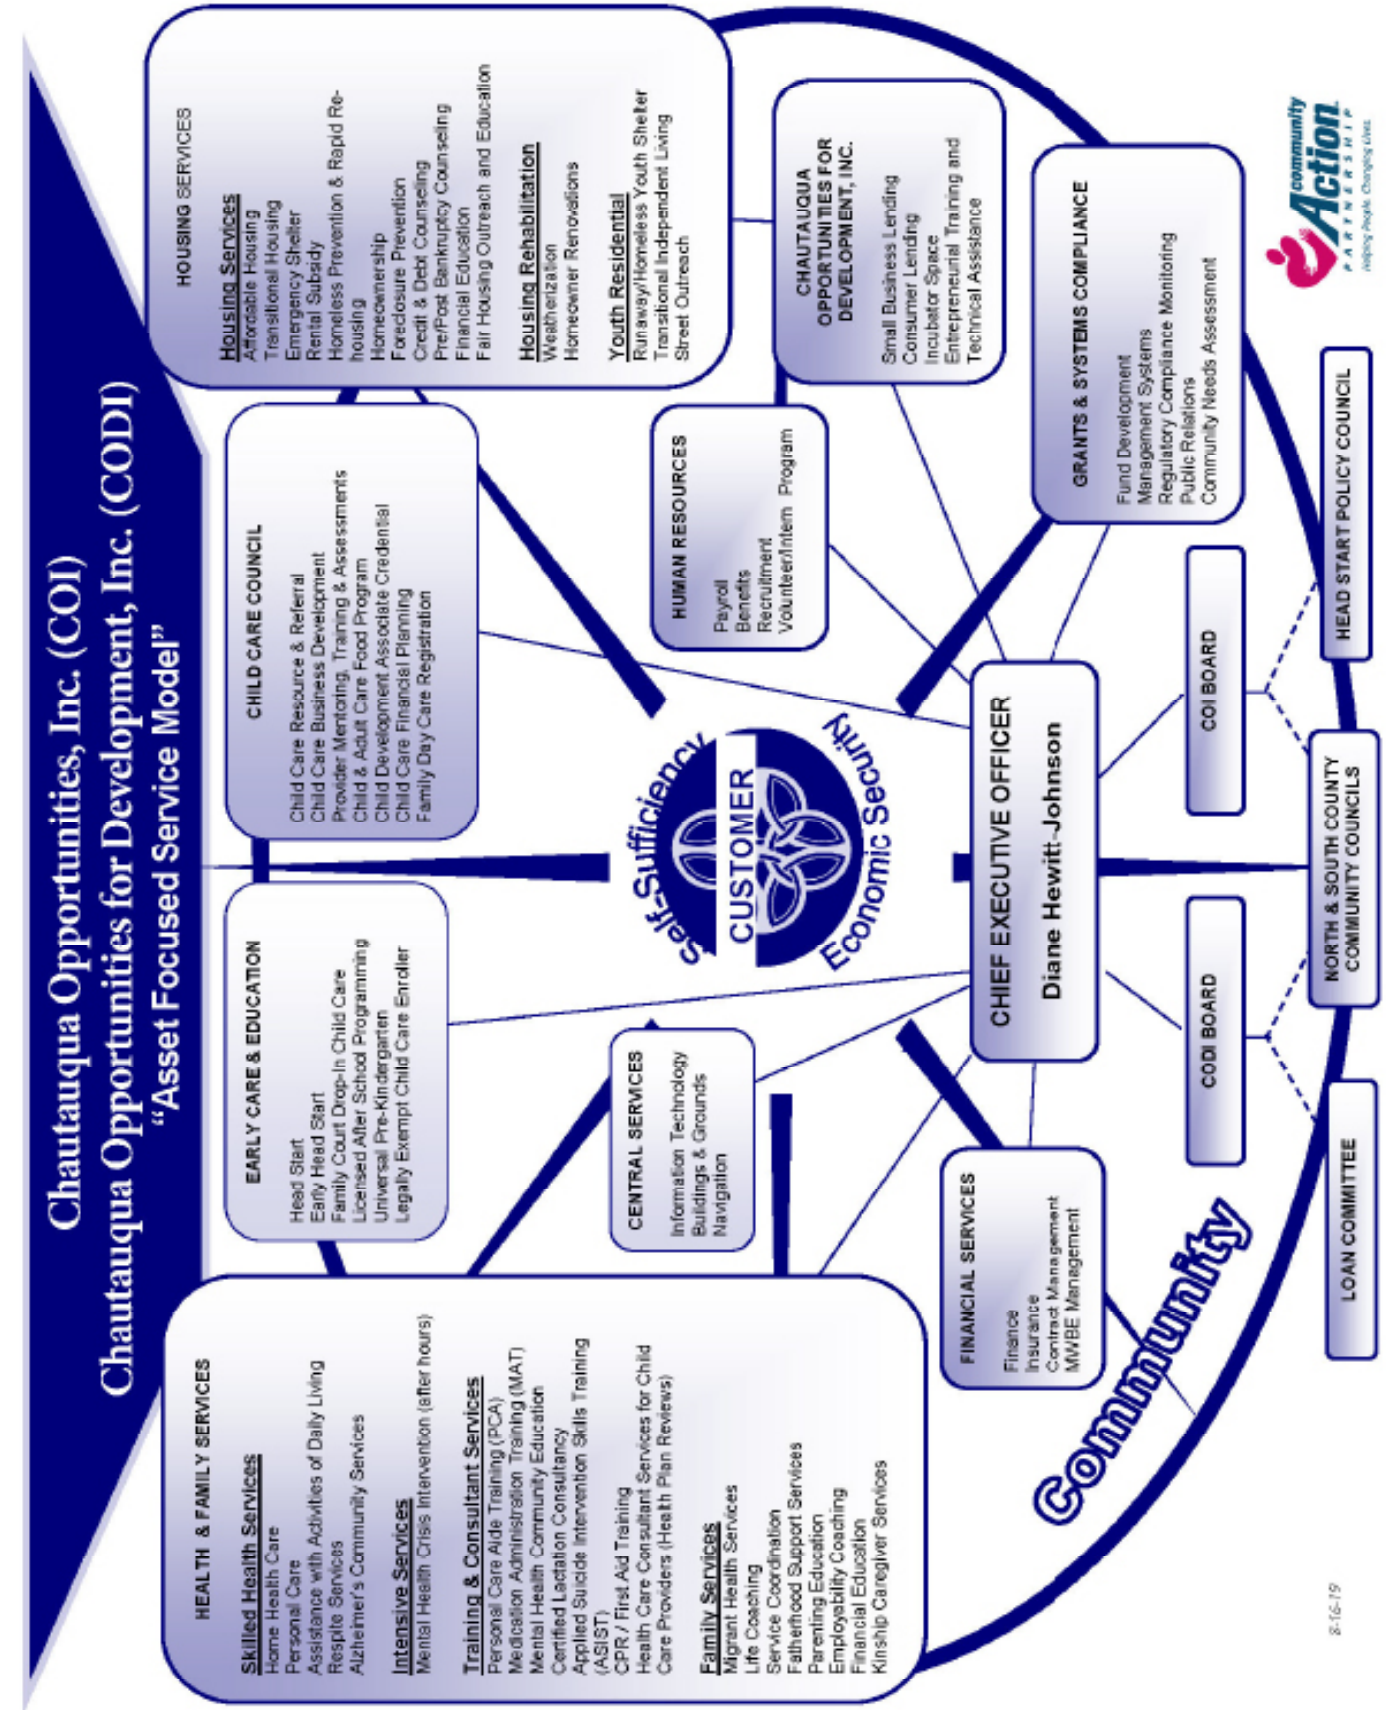 Chautauqua Opportunities, Inc. (COI)
Chautauqua Opportunities for Development, Inc. (CODI)
“Asset Focused Service Model”
HEALTH & FAMILY SERVICES
Skilled Health Services
Home Health Care
Personal Care
Assistance with Activities of Daily Living
Respite Services
Alzheimer's Community Services
Intensive Services
Mental Health Crisis Intervention (after hours)
Training & Consultant Services
Personal Care Aide Training (PCA)
Medication Administration Training (MAT)
Mental Health Community Education
Certified Lactation Consultancy
Applied Suicide Intervention Skills Training
(ASIST)
CPR / First Aid Training
Health Care Consultant Services for Child
Care Providers (Health Plan Reviews)
Family Services
Migrant Health Services
Life Coaching
Service Coordination
Fatherhood Support Services
Parenting Education
Employability Coaching
Financial Education
Kinship Caregiver Services
EARLY CARE & EDUCATION
Head Start
Early Head Start
Family Court Drop-In Child Care
Licensed After School Programming
Universal Pre-Kindergarten
Legally Exempt Child Care Enroller
CHILD CARE COUNCIL
Child Care Resource & Referral
Child Care Business Development
Provider Mentoring, Training & Assessments
Child & Adult Care Food Program
Child Development Associate Credential
Child Care Financial Planning
Family Day Care Registration
HOUSING SERVICES
Housing Services
Affordable Housing
Transitional Housing
Emergency Shelter
Rental Subsidy
Homeless Prevention & Rapid Re-
housing
Homeownership
Foreclosure Prevention
Credit & Debt Counseling
Pre/Post Bankruptcy Counseling
Financial Education
Fair Housing Outreach and Education
Housing Rehabilitation
Weatherization
Homeowner Renovations
Youth Residential
Runaway/Homeless Youth Shelter
Transitional Independent Living
Street Outreach
CENTRAL SERVICES
Information Technology
Buildings & Grounds
Navigation
Self-Sufficiency
CUSTOMER
Economic Security
HUMAN RESOURCES
Payroll
Benefits
Recruitment
Volunteer/Intern Program
CHAUTAUQUA
OPPORTUNITIES FOR
DEVELOPMENT, INC.
Small Business Lending
Consumer Lending
Incubator Space
Entrepreneurial Training and
Technical Assistance
FINANCIAL SERVICES
Finance
Insurance
Contract Management
MWBE Management
CHIEF EXECUTIVE OFFICER
Diane Hewitt-Johnson
GRANTS & SYSTEMS COMPLIANCE
Fund Development
Management Systems
Regulatory Compliance Monitoring
Public Relations
Community Needs Assessment
Community
CODI BOARD
COI BOARD
LOAN COMMITTEE
NORTH & SOUTH COUNTY
COMMUNITY COUNCILS
HEAD START POLICY COUNCIL
8-16-19
community
Action
PARTNERSHIP
Helping People. Changing Lives.